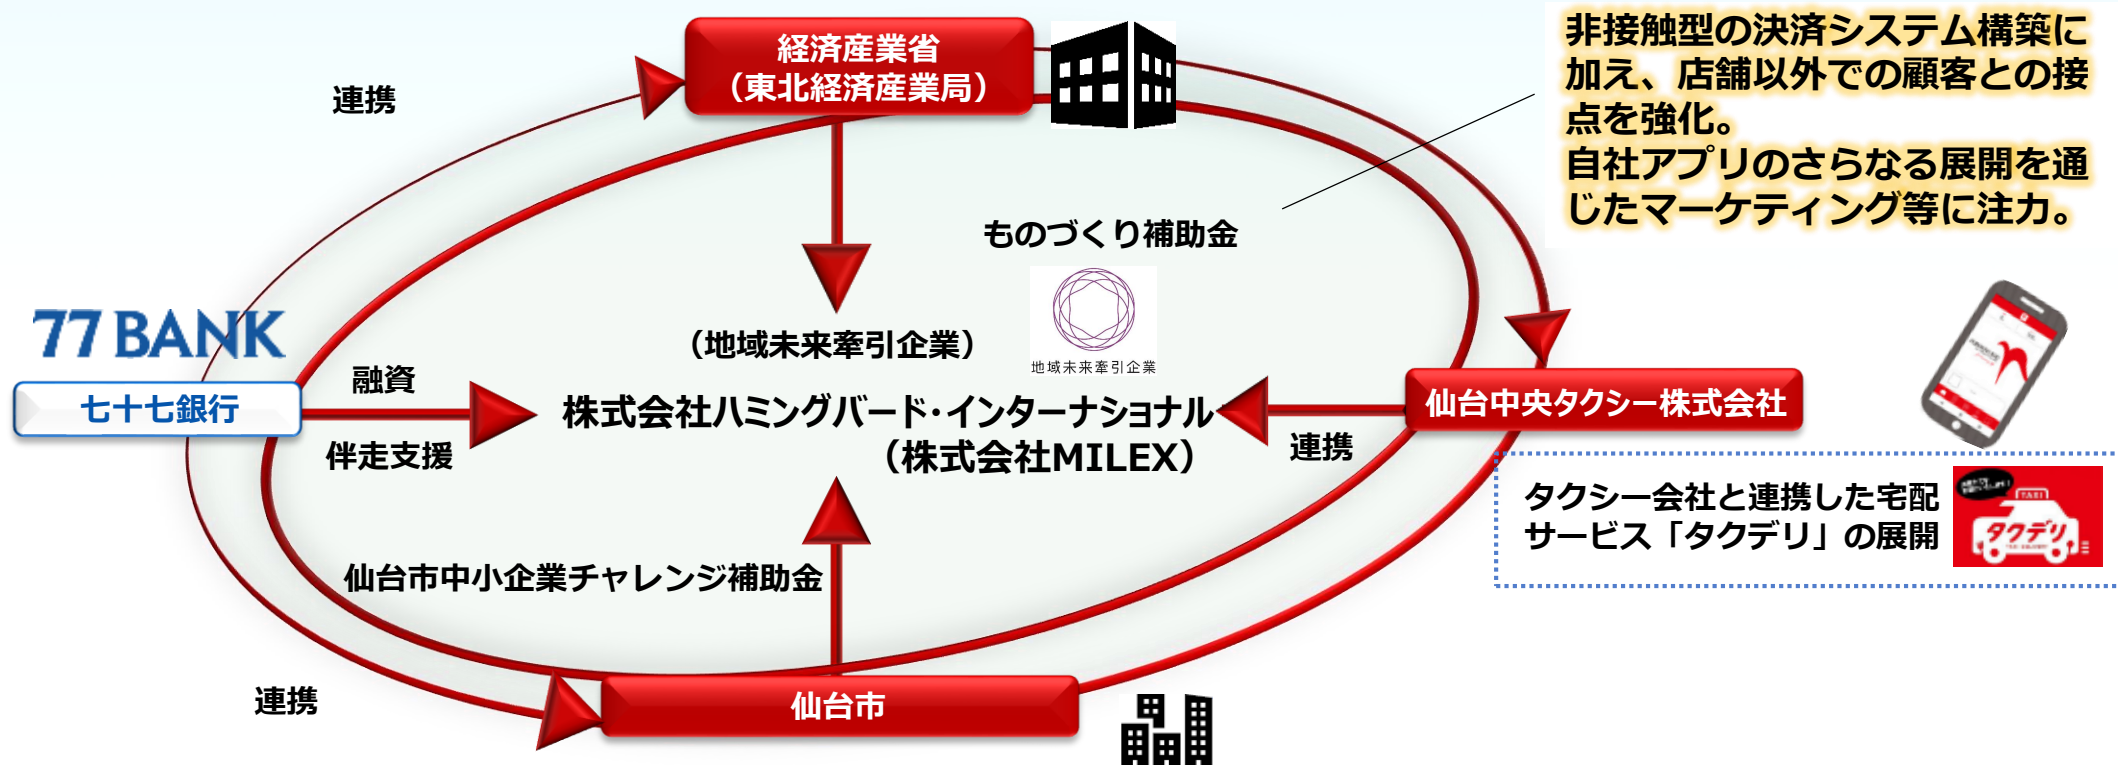 経済産業省
（東北経済産業局）
非接触型の決済システム構築に
加え、店舗以外での顧客との接
点を強化。
自社アプリのさらなる展開を通
じたマーケティング等に注力。
連携
ものづくり補助金
地域未来牽引企業
77 BANK
七十七銀行
（地域未来牽引企業）
融資
伴走支援
株式会社ハミングバード･インターナショナル
（株式会社MILEX）
仙台中央タクシー株式会社
連携
タクシー会社と連携した宅配
サービス「タクデリ」の展開
TAXI
タクデリ
仙台市中小企業チャレンジ補助金
連携
仙台市